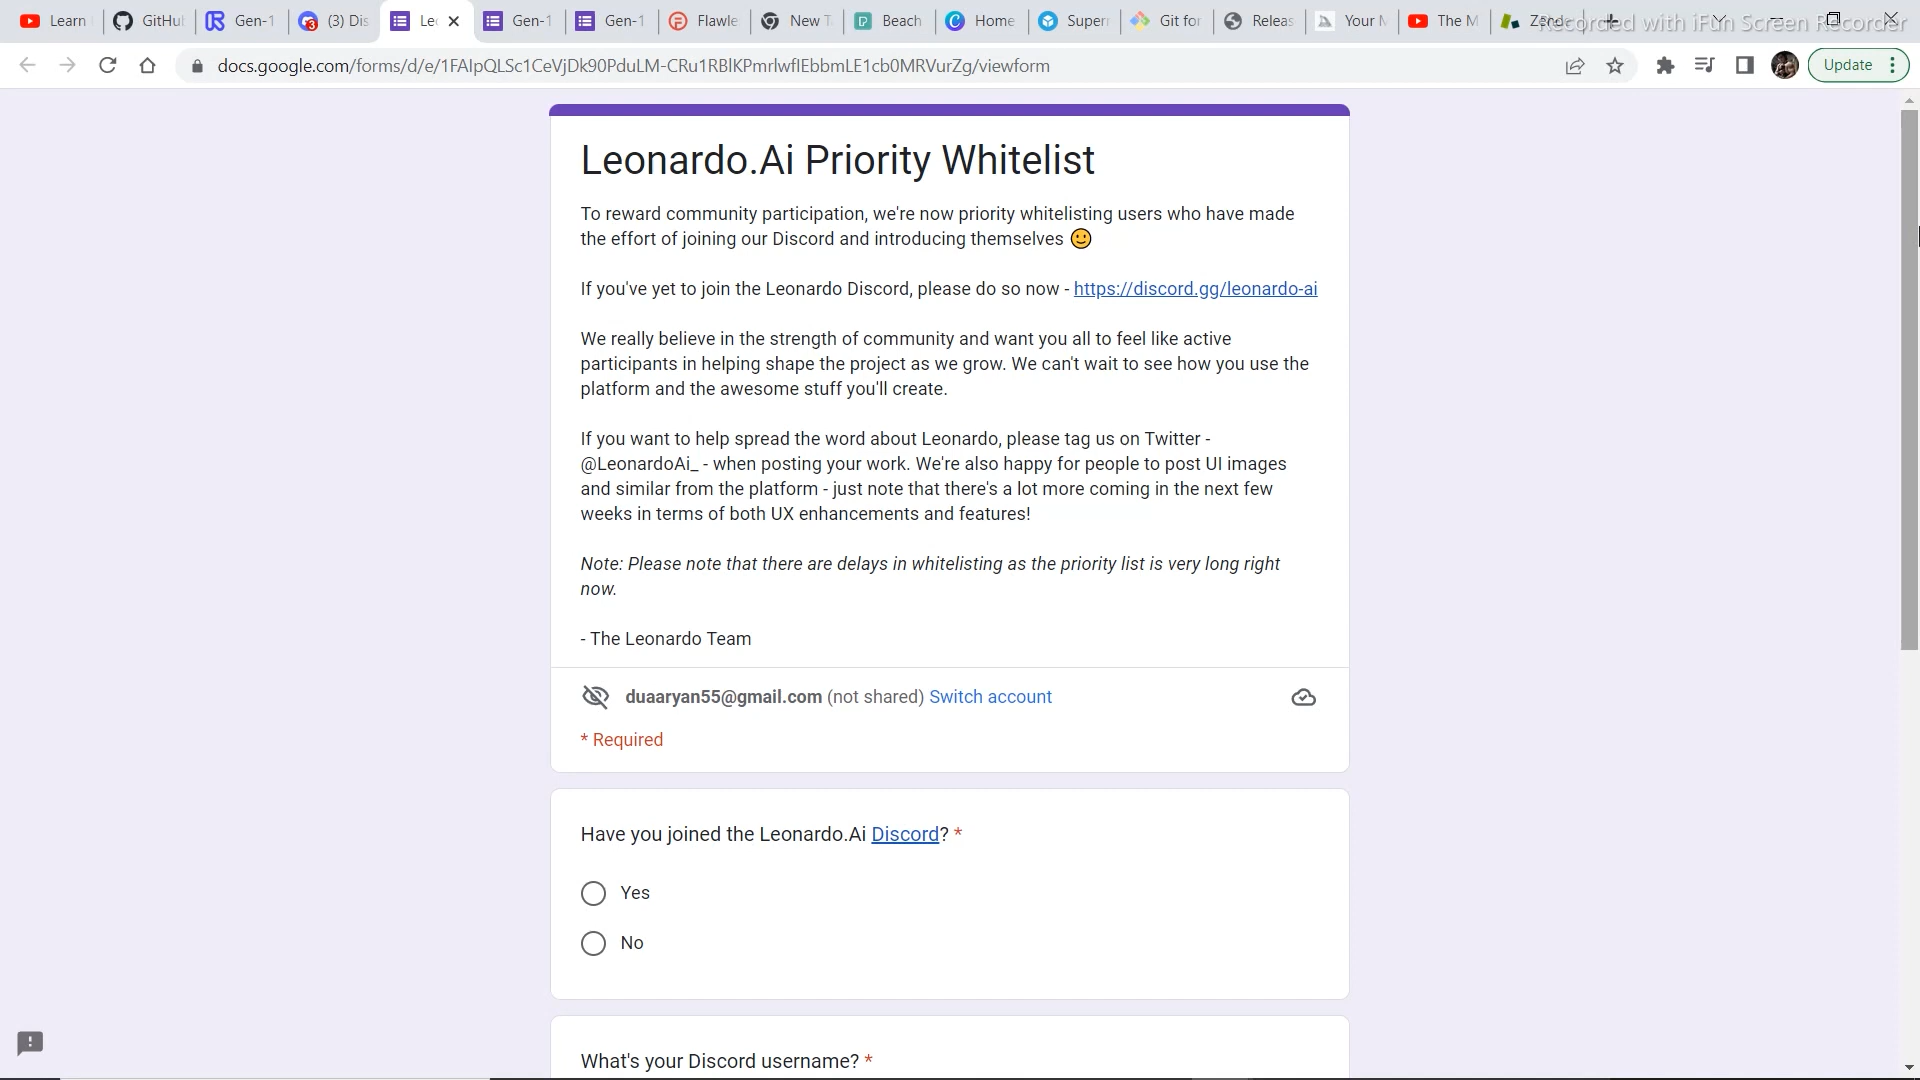 Learn
GitHu
Gen-1
(3) Dis
Le
Gen-1
Gen-1
Flawle
New T
Beach
Home
Super
Git for
Releas
Your M
The M
Recorded with iFun Screen Recorder
docs.google.com/forms/d/e/1FAIpQLSc1CeVjDk90PduLM-CRu1RBlKPmrlwflEbbmLE1cb0MRVurZg/viewform
Update
Leonardo.Ai Priority Whitelist
To reward community participation, we're now priority whitelisting users who have made
the effort of joining our Discord and introducing themselves 🙂
If you've yet to join the Leonardo Discord, please do so now - https://discord.gg/leonardo-ai
We really believe in the strength of community and want you all to feel like active
participants in helping shape the project as we grow. We can't wait to see how you use the
platform and the awesome stuff you'll create.
If you want to help spread the word about Leonardo, please tag us on Twitter -
@LeonardoAi_ - when posting your work. We're also happy for people to post UI images
and similar from the platform - just note that there's a lot more coming in the next few
weeks in terms of both UX enhancements and features!
Note: Please note that there are delays in whitelisting as the priority list is very long right
now.
- The Leonardo Team
duaaryan55@gmail.com (not shared) Switch account
* Required
Have you joined the Leonardo.Ai Discord? *
Yes
No
What's your Discord username? *